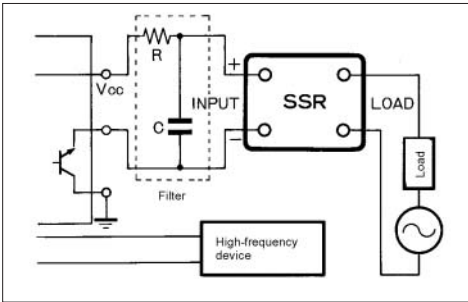 R
Vcc
+
INPUT
SSR
LOAD
C
−
Load
Filter
High-frequency
device